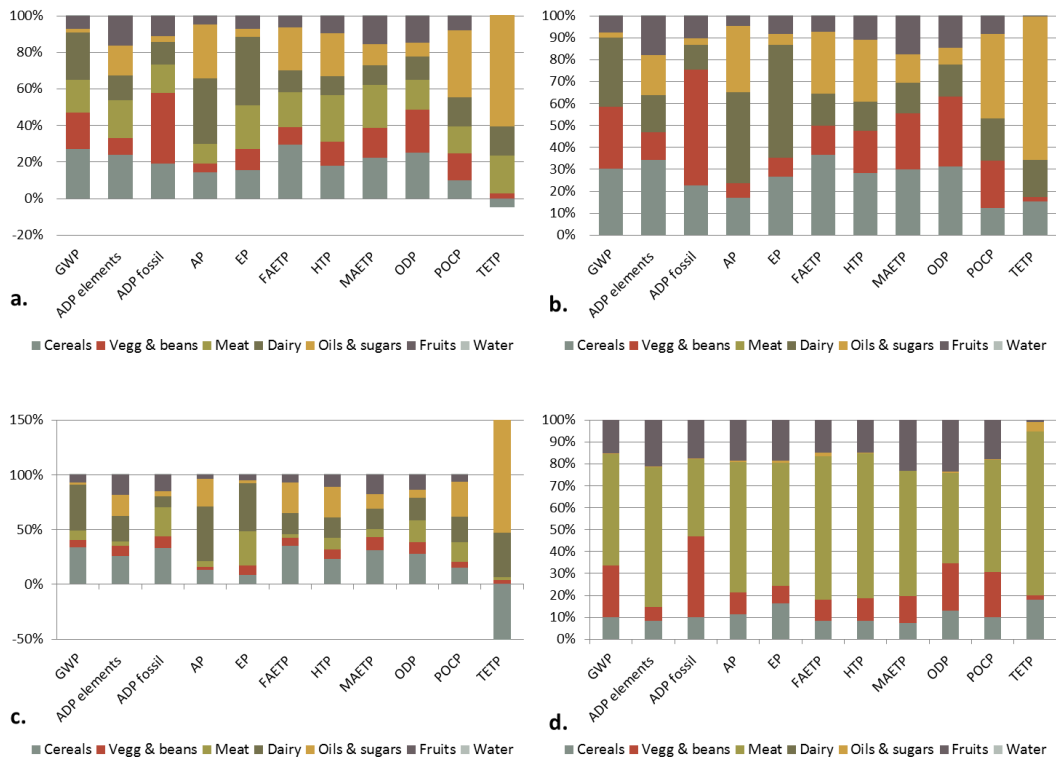 100%
80%
60%
40%
20%
0%
-20%
GWP
ADP elements
ADP fossil
AP
EP
FAETP
HTP
MAETP
ODP
POCP
TETP
a.
Cereals Vegg & beans Meat Dairy Oils & sugars Fruits Water
100%
90%
80%
70%
60%
50%
40%
30%
20%
10%
0%
GWP
ADP elements
ADP fossil
AP
EP
FAETP
HTP
MAETP
ODP
POCP
TETP
b.
Cereals Vegg & beans Meat Dairy Oils & sugars Fruits Water
150%
100%
50%
0%
-50%
GWP
ADP elements
ADP fossil
AP
EP
FAETP
HTP
MAETP
ODP
POCP
TETP
c.
Cereals Vegg & beans Meat Dairy Oils & sugars Fruits Water
100%
90%
80%
70%
60%
50%
40%
30%
20%
10%
0%
GWP
ADP elements
ADP fossil
AP
EP
FAETP
HTP
MAETP
ODP
POCP
TETP
d.
Cereals Vegg & beans Meat Dairy Oils & sugars Fruits Water